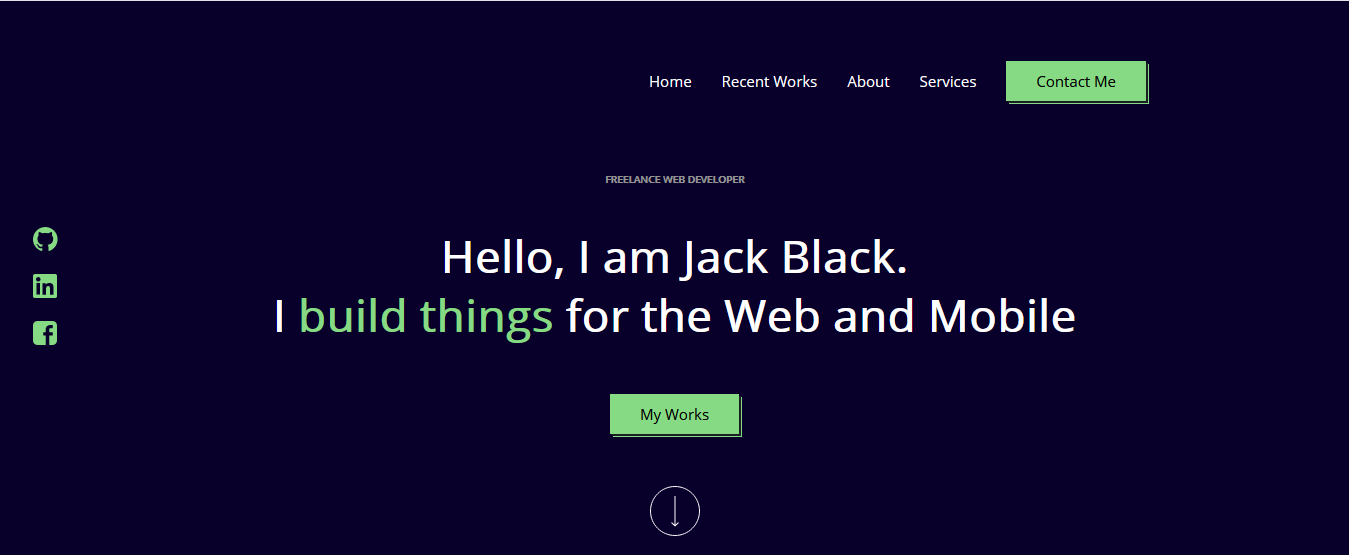 Home Recent Works About Services Contact Me
FREELANCE WEB DEVELOPER
Hello, I am Jack Black.
I build things for the Web and Mobile
My Works